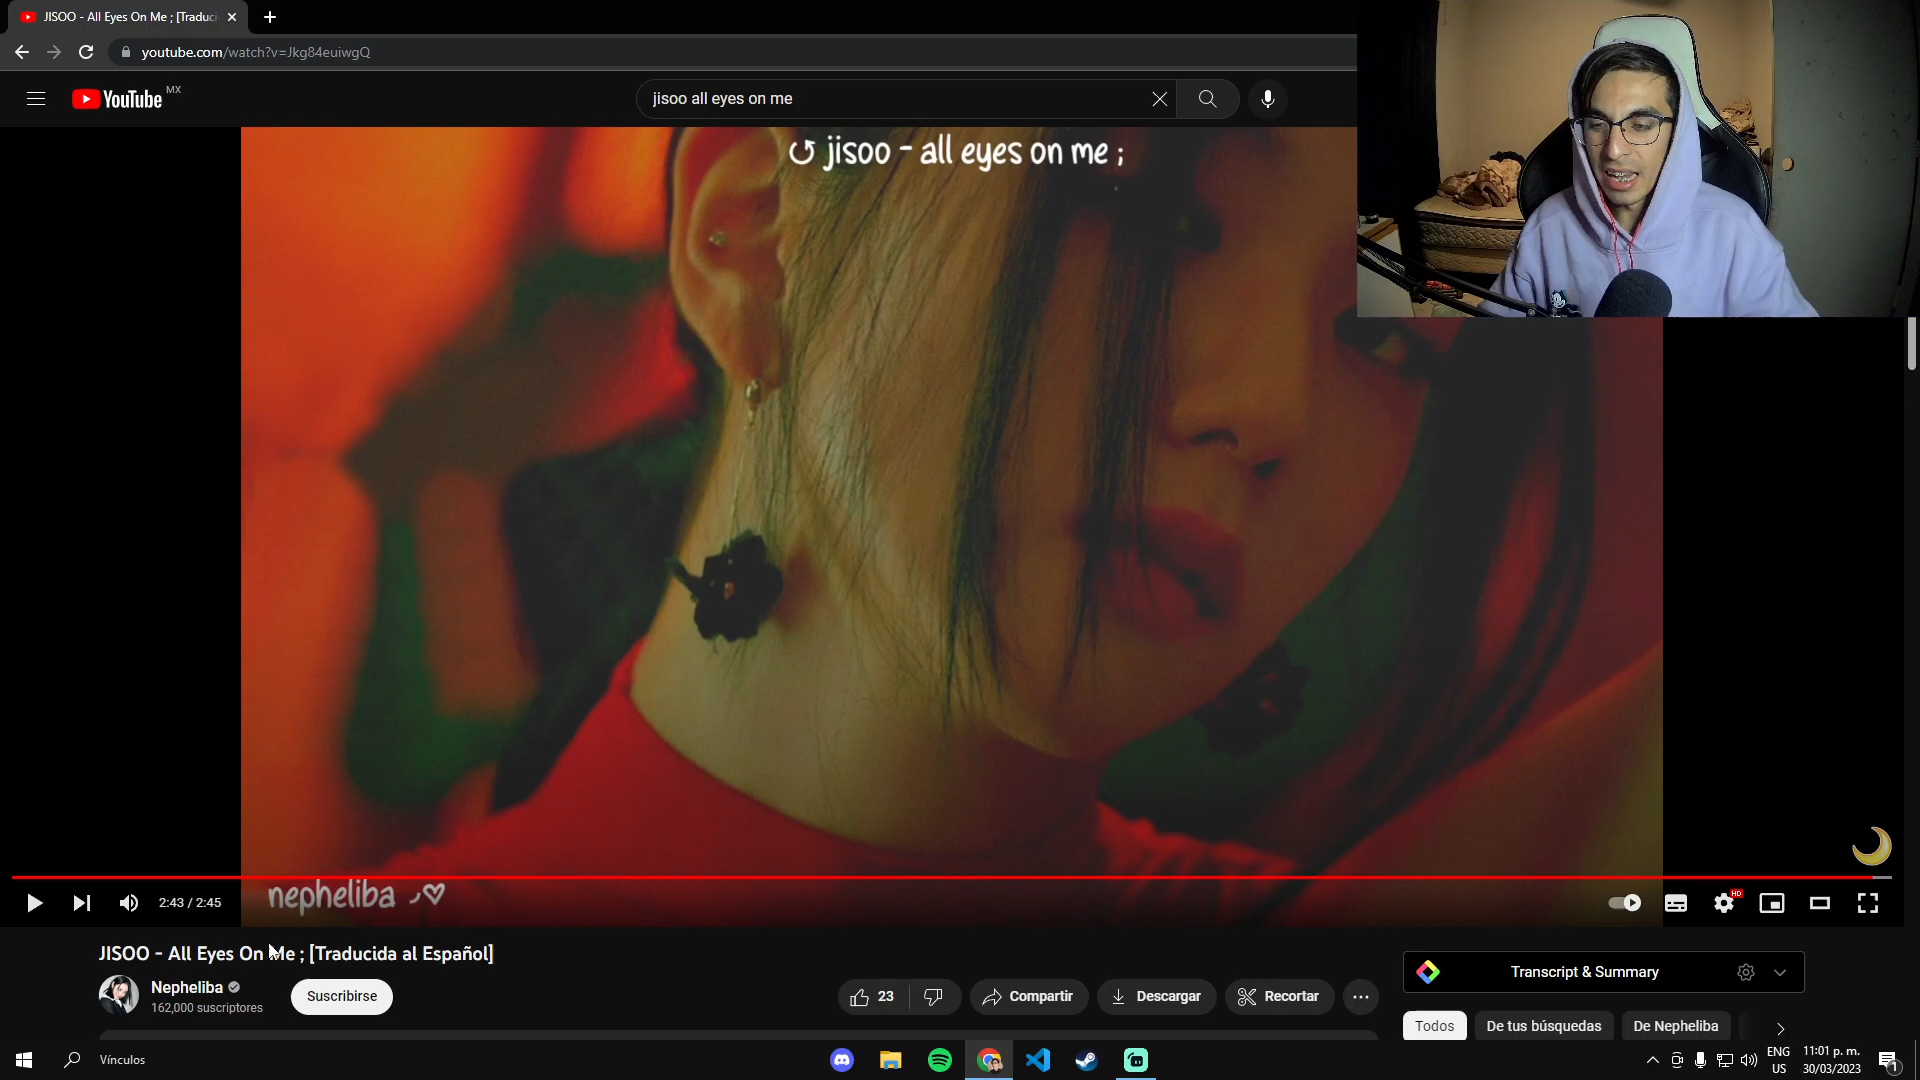 JISOO - All Eyes On Me ; [Traduci
youtube.com/watch?v=Jkg84euiwgQ
YouTube MX
jisoo all eyes on me
jisoo - all eyes on me ;
nepheliba
2:43 / 2:45
HD
JISOO - All Eyes On Me ; [Traducida al Español]
Nepheliba
162,000 suscriptores
Suscribirse
23
Compartir
Descargar
Recortar
Transcript & Summary
Todos
De tus búsquedas
De Nepheliba
Vínculos
ENG
US
11:01 p. m.
30/03/2023
1